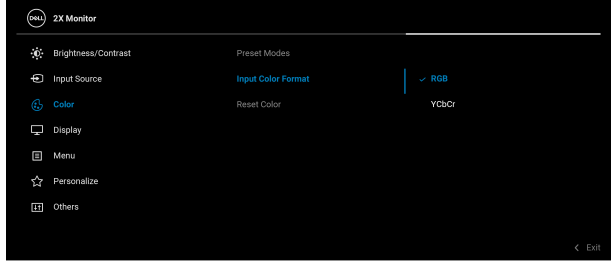 DELL 2X Monitor
Brightness/Contrast Preset Modes
Input Source Input Color Format RGB
Color Reset Color YCbCr
Display
Menu
Personalize
Others
Exit